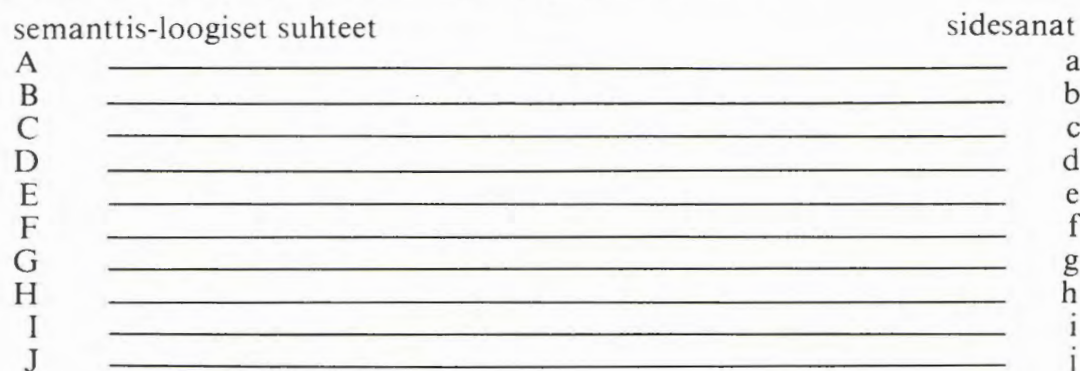 semanttis-loogiset suhteet sidesanat
A a
B b
C c
D d
E e
F f
G g
H h
I i
J j